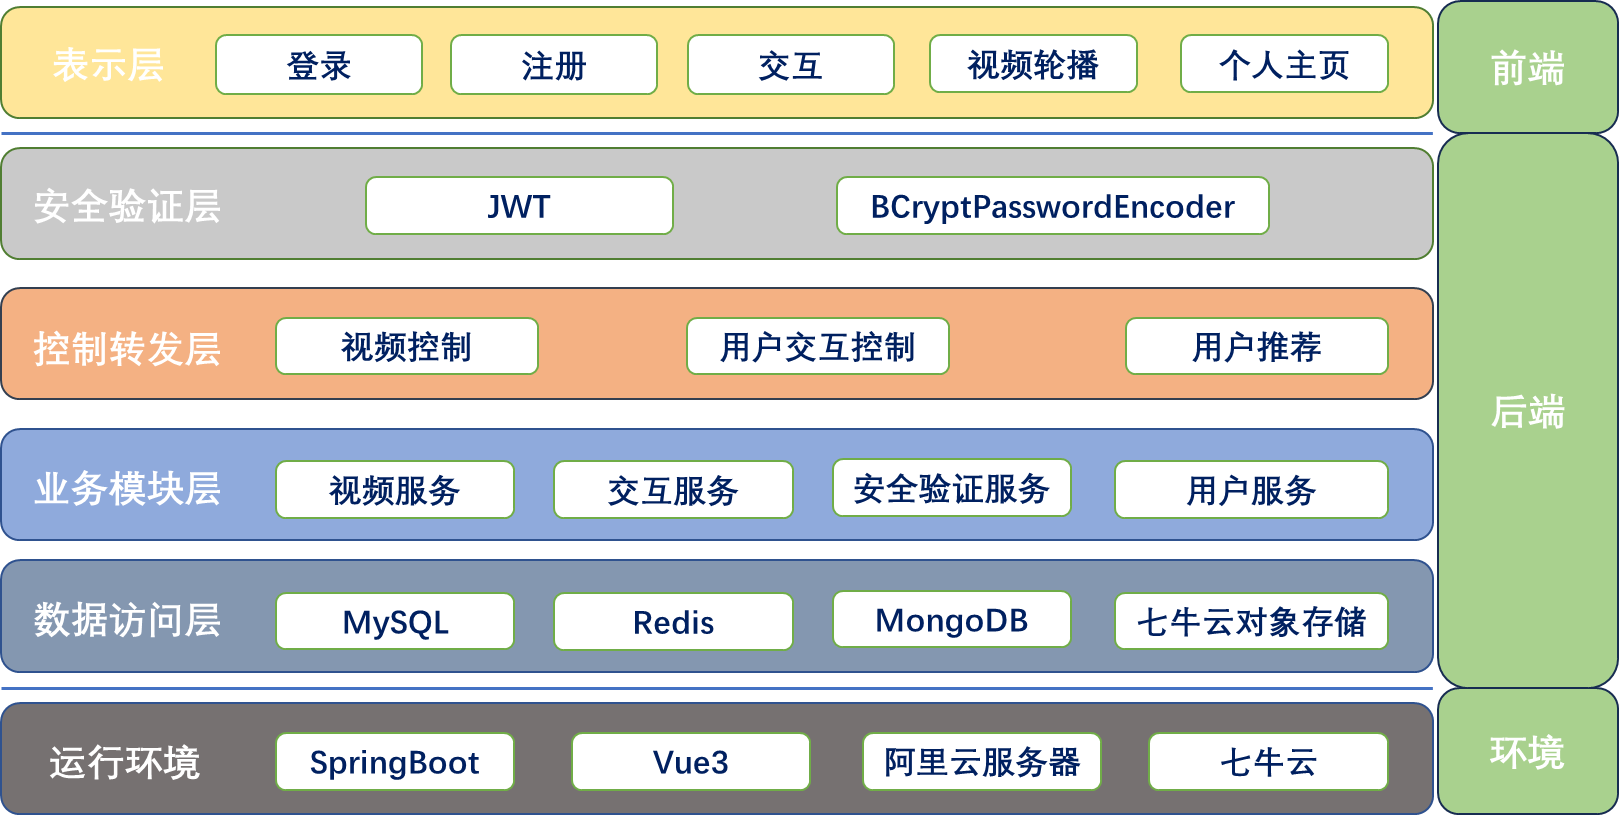 表示层
登录
注册
交互
视频轮播
个人主页
前端
安全验证层
JWT
BCryptPasswordEncoder
控制转发层
视频控制
用户交互控制
用户推荐
后端
业务模块层
视频服务
交互服务
安全验证服务
用户服务
数据访问层
MySQL
Redis
MongoDB
七牛云对象存储
运行环境
SpringBoot
Vue3
阿里云服务器
七牛云
环境